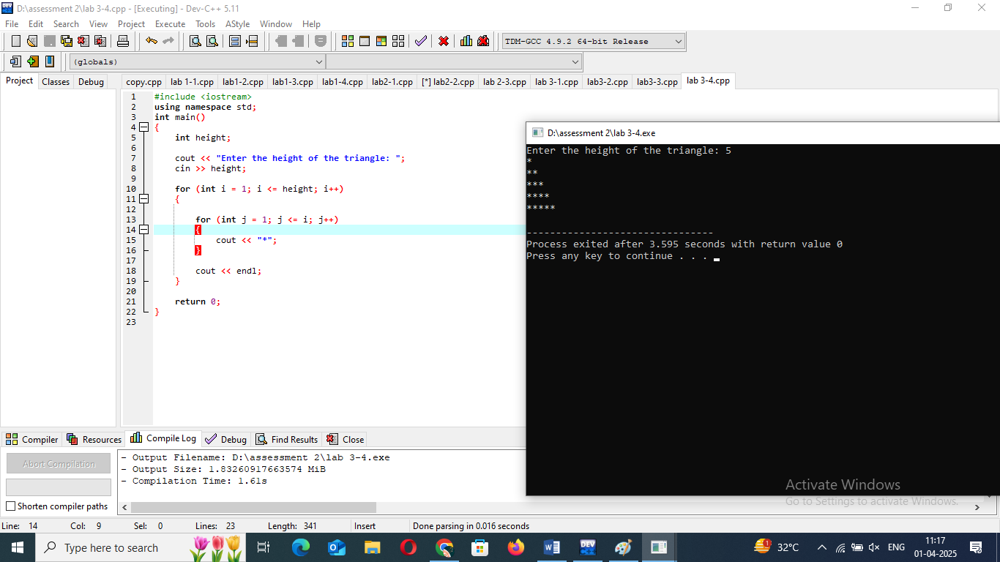 D:\assessment 2\lab 3-4.cpp - [Executing] - Dev-C++ 5.11
File Edit Search View Project Execute Tools AStyle Window Help
TDM-GCC 4.9.2 64-bit Release
(globals)
Project Classes Debug copy.cpp lab 1-1.cpp lab1-2.cpp lab1-3.cpp lab1-4.cpp lab2-1.cpp [*] lab2-2.cpp lab 2-3.cpp lab 3-1.cpp lab3-2.cpp lab3-3.cpp lab 3-4.cpp
1 #include <iostream>
2 using namespace std;
3 int main()
4 {
5 int height;
6
7 cout << "Enter the height of the triangle: ";
8 cin >> height;
9
10 for (int i = 1; i <= height; i++)
11 {
12
13 for (int j = 1; j <= i; j++)
14 {
15 cout << "*";
16 }
17
18 cout << endl;
19 }
20
21 return 0;
22 }
23
D:\assessment 2\lab 3-4.exe
Enter the height of the triangle: 5
*
**
***
****
*****
--------------------------------
Process exited after 3.595 seconds with return value 0
Press any key to continue . . .
Compiler Resources Compile Log Debug Find Results Close
Abort Compilation
Shorten compiler paths
- Output Filename: D:\assessment 2\lab 3-4.exe
- Output Size: 1.83260917663574 MiB
- Compilation Time: 1.61s
Activate Windows
Go to Settings to activate Windows.
Line: 14 Col: 9 Sel: 0 Lines: 23 Length: 341 Insert Done parsing in 0.016 seconds
Type here to search
32°C
ENG
11:17
01-04-2025